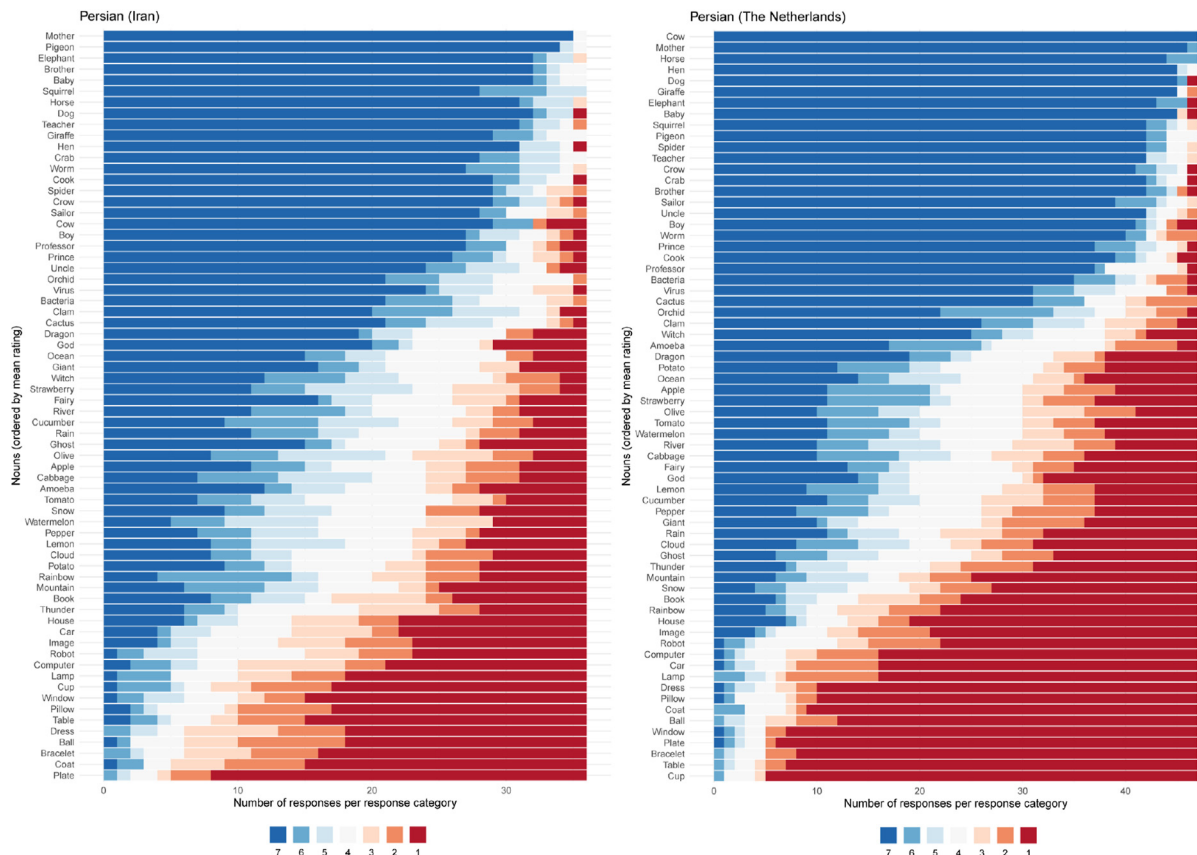 Persian (Iran)
Nouns (ordered by mean rating)
Mother
Pigeon
Elephant
Brother
Baby
Squirrel
Horse
Dog
Teacher
Giraffe
Hen
Crab
Worm
Cook
Spider
Crow
Sailor
Cow
Boy
Professor
Prince
Uncle
Orchid
Virus
Bacteria
Clam
Cactus
Dragon
God
Ocean
Giant
Witch
Strawberry
Fairy
River
Cucumber
Rain
Ghost
Olive
Apple
Cabbage
Amoeba
Tomato
Snow
Watermelon
Pepper
Lemon
Cloud
Potato
Rainbow
Mountain
Book
Thunder
House
Car
Image
Robot
Computer
Lamp
Cup
Window
Pillow
Table
Dress
Ball
Bracelet
Coat
Plate
0 10 20 30
Number of responses per response category
7 6 5 4 3 2 1
Persian (The Netherlands)
Nouns (ordered by mean rating)
Cow
Mother
Horse
Hen
Dog
Giraffe
Elephant
Baby
Squirrel
Pigeon
Spider
Teacher
Crow
Crab
Brother
Sailor
Uncle
Boy
Worm
Prince
Cook
Professor
Bacteria
Virus
Cactus
Orchid
Clam
Witch
Amoeba
Dragon
Potato
Ocean
Apple
Strawberry
Olive
Tomato
Watermelon
River
Cabbage
Fairy
God
Lemon
Cucumber
Pepper
Giant
Rain
Cloud
Ghost
Thunder
Mountain
Snow
Book
Rainbow
House
Image
Robot
Computer
Car
Lamp
Dress
Pillow
Coat
Ball
Window
Plate
Bracelet
Table
Cup
0 10 20 30 40
Number of responses per response category
7 6 5 4 3 2 1